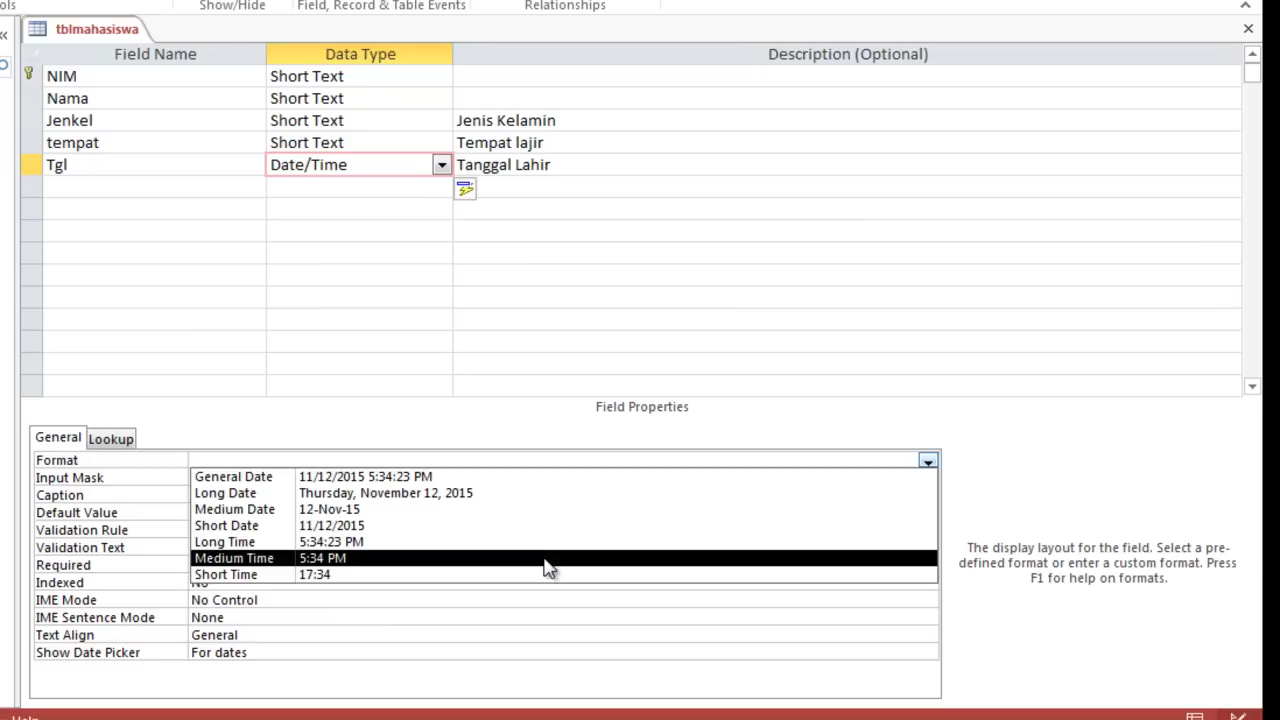 ols Show/Hide Field, Record & Table Events Relationships
tblmahasiswa
Field Name Data Type Description (Optional)
NIM Short Text
Nama Short Text
Jenkel Short Text Jenis Kelamin
tempat Short Text Tempat lajir
Tgl Date/Time Tanggal Lahir
Field Properties
General Lookup
Format
Input Mask
Caption
Default Value
Validation Rule
Validation Text
Required
Indexed No
IME Mode No Control
IME Sentence Mode None
Text Align General
Show Date Picker For dates
General Date 11/12/2015 5:34:23 PM
Long Date Thursday, November 12, 2015
Medium Date 12-Nov-15
Short Date 11/12/2015
Long Time 5:34:23 PM
Medium Time 5:34 PM
Short Time 17:34
The display layout for the field. Select a pre-
defined format or enter a custom format. Press
F1 for help on formats.